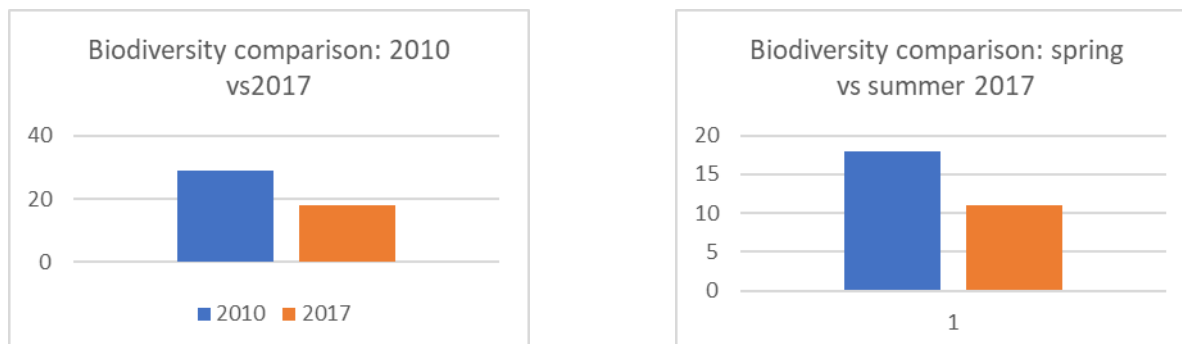 Biodiversity comparison: 2010
vs2017
40
20
0
2010 2017
Biodiversity comparison: spring
vs summer 2017
20
15
10
5
0
1